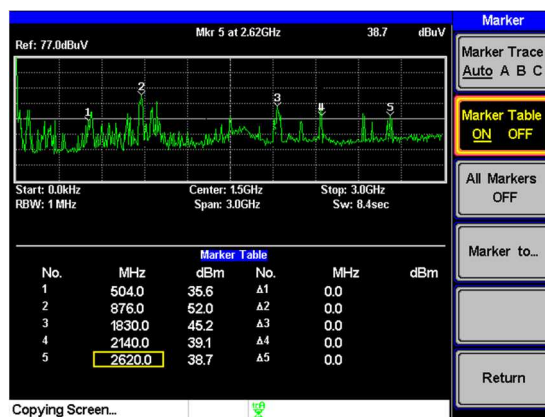 Marker
Mkr 5 at 2.62GHz 38.7 dBuV
Ref: 77.0dBuV
Marker Trace
Auto A B C
1 2 3 4 5
Marker Table
ON OFF
Start: 0.0kHz Center: 1.5GHz Stop: 3.0GHz
RBW: 1 MHz Span: 3.0GHz Sw: 8.4sec
All Markers
OFF
Marker Table
Marker to...
No. MHz dBm No. MHz dBm
1 504.0 35.6 Δ1 0.0
2 876.0 52.0 Δ2 0.0
3 1830.0 45.2 Δ3 0.0
4 2140.0 39.1 Δ4 0.0
5 2620.0 38.7 Δ5 0.0
Return
Copying Screen...